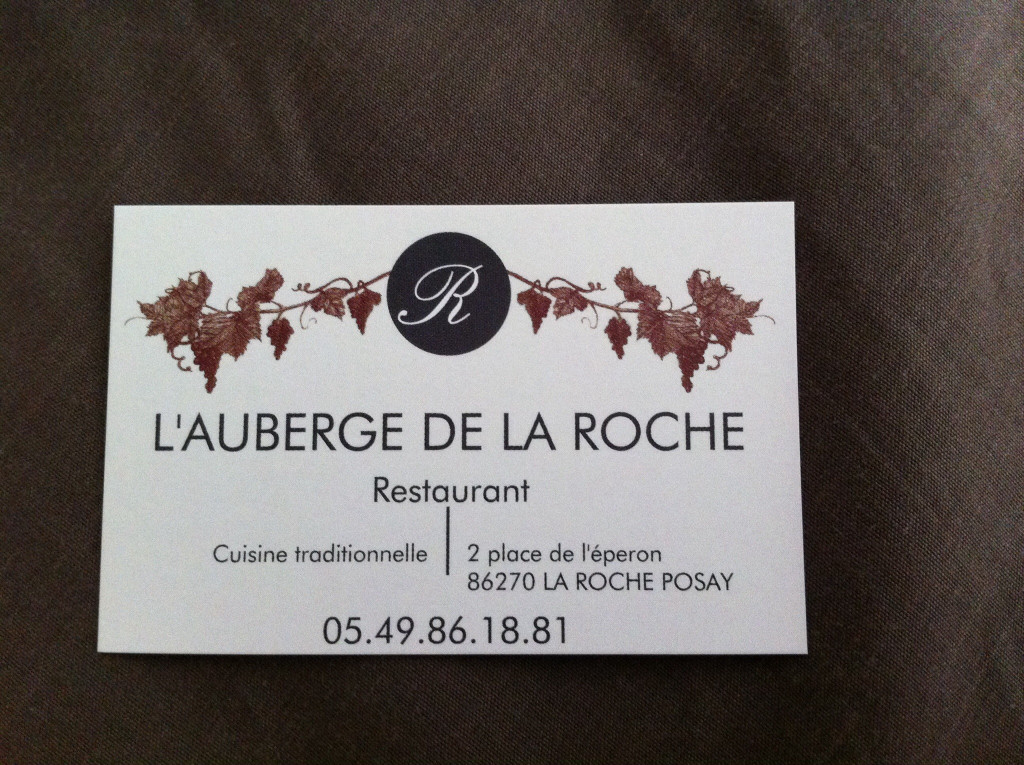 R
L'AUBERGE DE LA ROCHE
Restaurant
Cuisine traditionnelle
2 place de l'éperon
86270 LA ROCHE POSAY
05.49.86.18.81